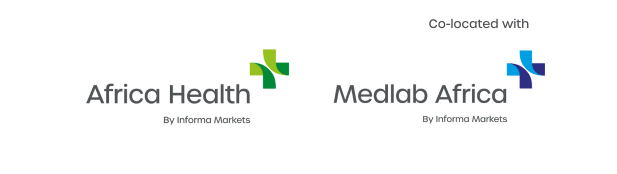 Co-located with
Africa Health
By Informa Markets
Medlab Africa
By Informa Markets